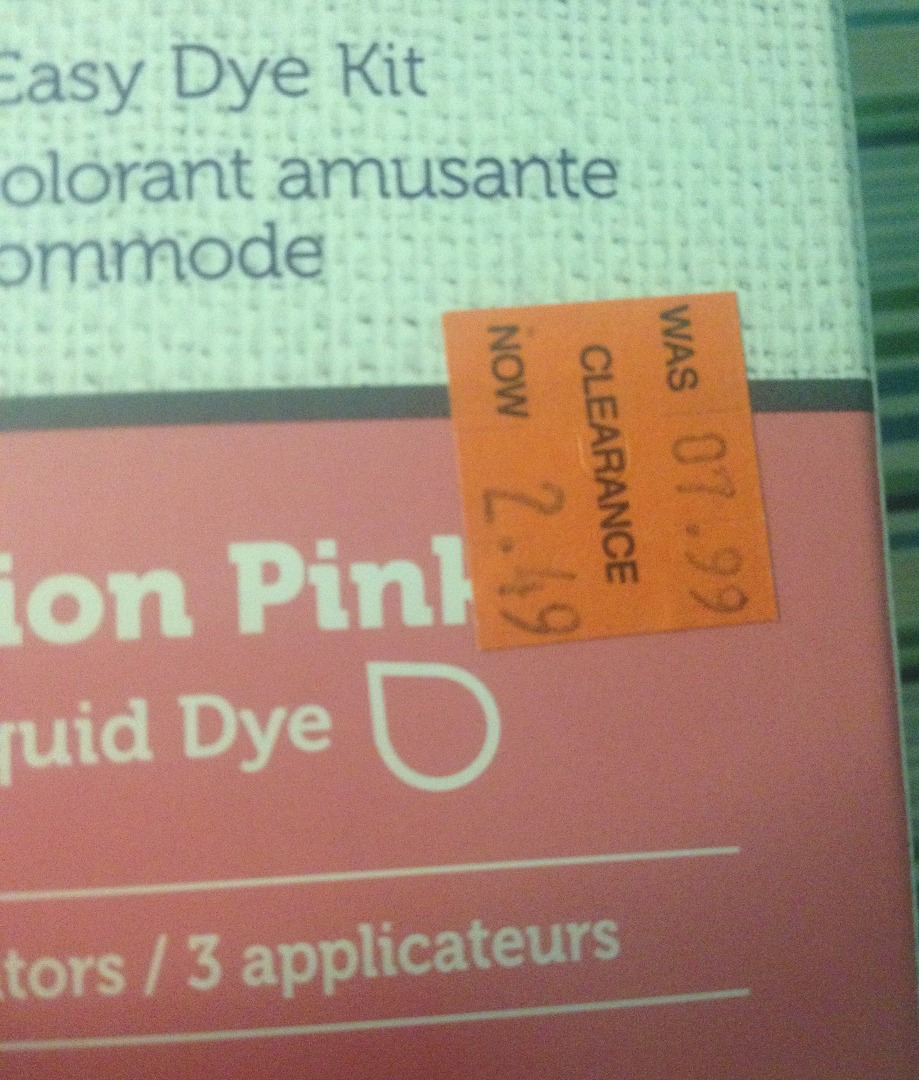 Easy Dye Kit
olorant amusante
ommode
WAS 07.99
CLEARANCE
NOW 2.49
ion Pink
quid Dye
tors / 3 applicateurs